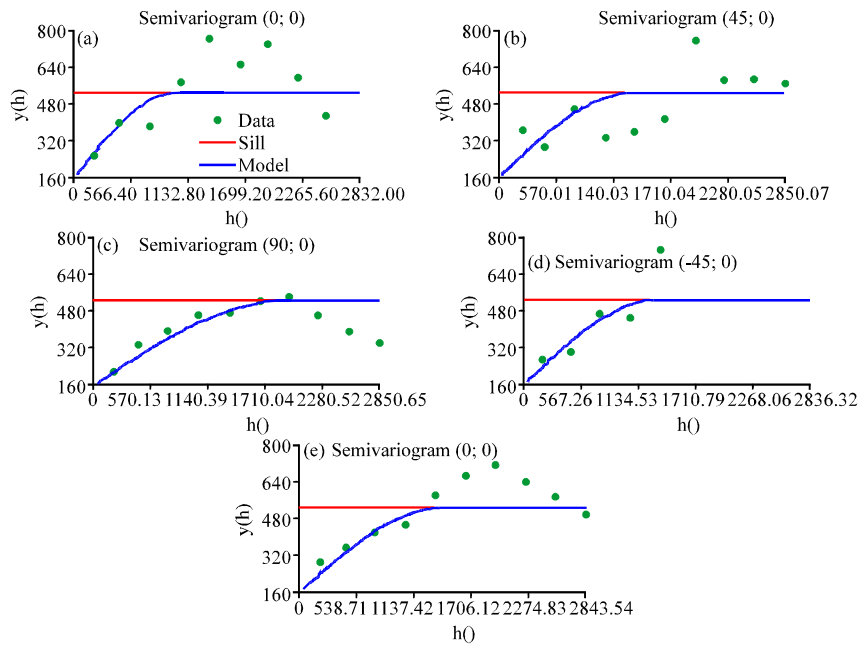 Semivariogram (0; 0)
(a)
800
640
480
320
160
y(h)
Data
Sill
Model
0 566.40 1132.80 1699.20 2265.60 2832.00
h()
Semivariogram (45; 0)
(b)
800
640
480
320
160
y(h)
0 570.01 140.03 1710.04 2280.05 2850.07
h()
(c) Semivariogram (90; 0)
800
640
480
320
160
y(h)
0 570.13 1140.39 1710.04 2280.52 2850.65
h()
(d) Semivariogram (-45; 0)
800
640
480
320
160
y(h)
0 567.26 1134.53 1710.79 2268.06 2836.32
h()
(e) Semivariogram (0; 0)
800
640
480
320
160
y(h)
0 538.71 1137.42 1706.12 2274.83 2843.54
h()